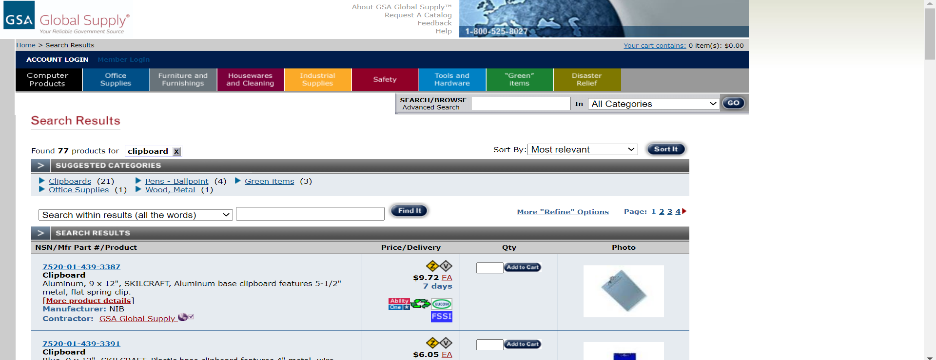 GSA Global Supply®
Your Reliable Government Source
About GSA Global Supply™
Request A Catalog
Feedback
Help
1-800-525-8027
Home > Search Results
Your cart contains: 0 item(s): $0.00
ACCOUNT LOGIN Member Login
Computer Products
Office Supplies
Furniture and Furnishings
Housewares and Cleaning
Industrial Supplies
Safety
Tools and Hardware
"Green" Items
Disaster Relief
SEARCH/BROWSE In All Categories GO
Advanced Search
Search Results
Found 77 products for clipboard x
Sort By: Most relevant Sort It
> SUGGESTED CATEGORIES
Clipboards (21) Pens - Ballpoint (4) Green Items (3)
Office Supplies (1) Wood, Metal (1)
Search within results (all the words) Find It More "Refine" Options Page: 1 2 3 4
> SEARCH RESULTS
NSN/Mfr Part #/Product Price/Delivery Qty Photo
7520-01-439-3387
Clipboard
Aluminum, 9 x 12", SKILCRAFT, Aluminum base clipboard features 5-1/2"
metal, flat spring clip.
[More product details]
Manufacturer: NIB
Contractor: GSA Global Supply
Z V
$9.72 EA
7 days
Ability One
FSSI
Add to Cart
7520-01-439-3391
Clipboard
Z V
$6.05 EA
Add to Cart